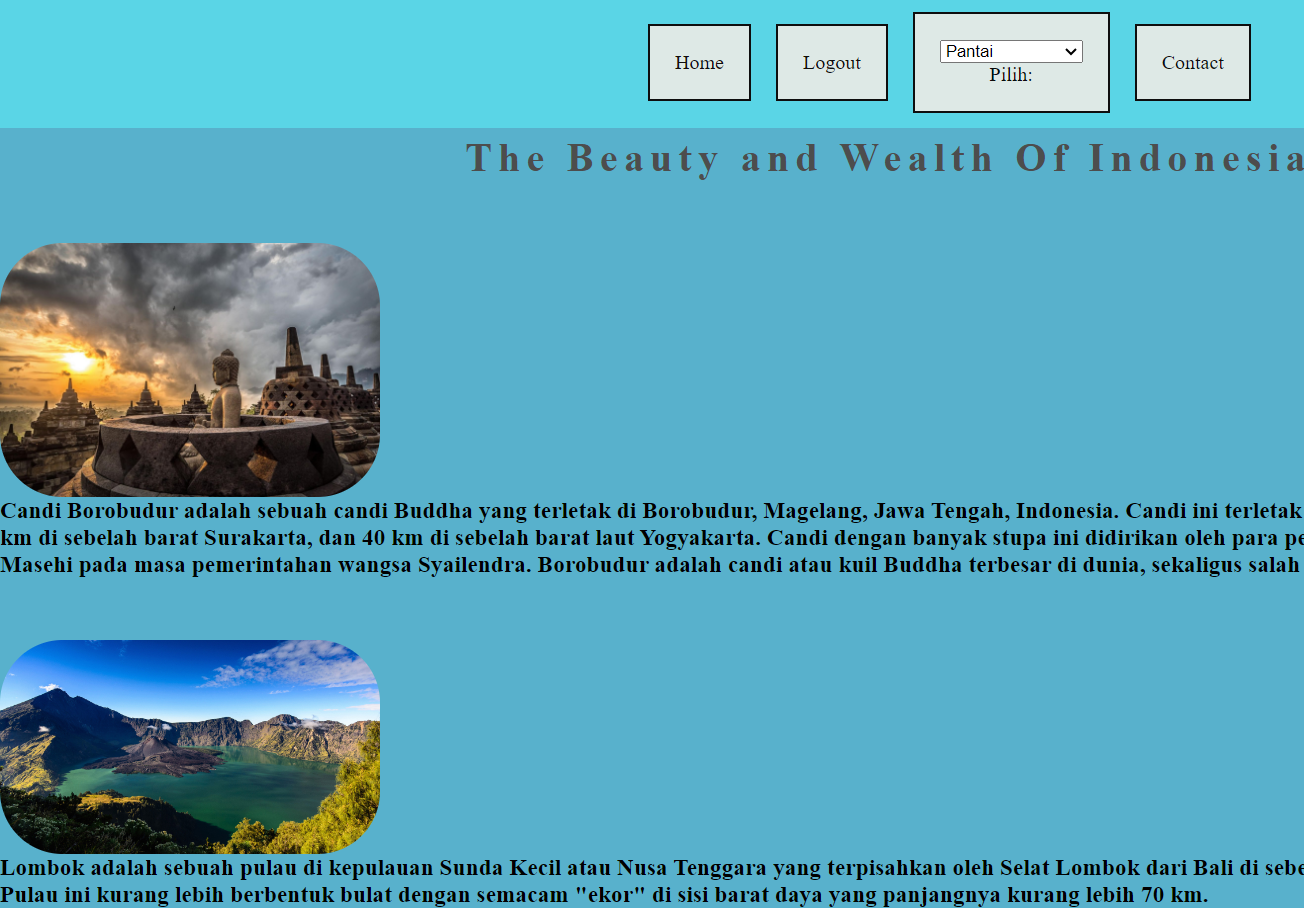 Home
Logout
Pantai
Pilih:
Contact
The Beauty and Wealth Of Indonesia
Candi Borobudur adalah sebuah candi Buddha yang terletak di Borobudur, Magelang, Jawa Tengah, Indonesia. Candi ini terletak
km di sebelah barat Surakarta, dan 40 km di sebelah barat laut Yogyakarta. Candi dengan banyak stupa ini didirikan oleh para
Masehi pada masa pemerintahan wangsa Syailendra. Borobudur adalah candi atau kuil Buddha terbesar di dunia, sekaligus salah
Lombok adalah sebuah pulau di kepulauan Sunda Kecil atau Nusa Tenggara yang terpisahkan oleh Selat Lombok dari Bali di
Pulau ini kurang lebih berbentuk bulat dengan semacam "ekor" di sisi barat daya yang panjangnya kurang lebih 70 km.